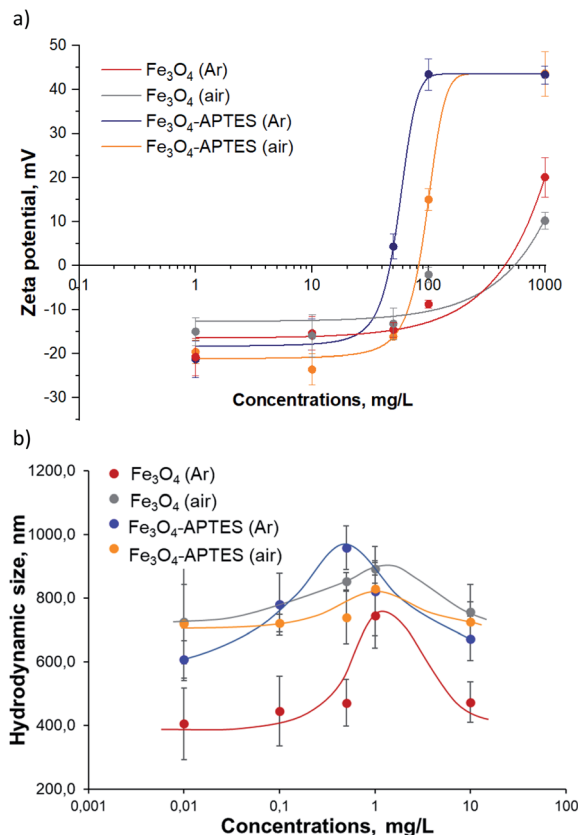 a)
50
40
30
20
10
0
-10
-20
-30
Zeta potential, mV
Fe₃O₄ (Ar)
Fe₃O₄ (air)
Fe₃O₄-APTES (Ar)
Fe₃O₄-APTES (air)
0.1 1 10 100 1000
Concentrations, mg/L
b)
1200,0
1000,0
800,0
600,0
400,0
200,0
Hydrodynamic size, nm
Fe₃O₄ (Ar)
Fe₃O₄ (air)
Fe₃O₄-APTES (Ar)
Fe₃O₄-APTES (air)
0,001 0,01 0,1 1 10 100
Concentrations, mg/L